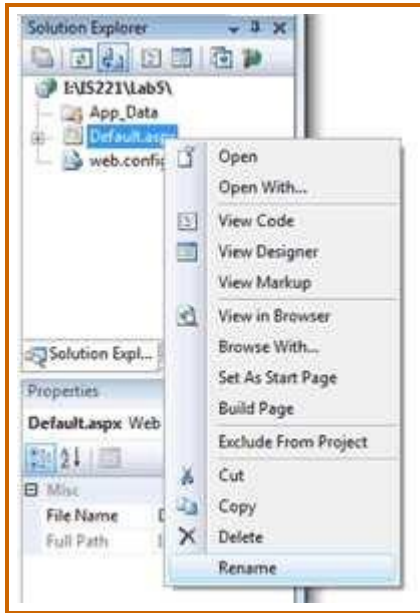 Solution Explorer
I:\IS221\Lab5\
App_Data
Default.aspx
web.config
Open
Open With...
View Code
View Designer
View Markup
View in Browser
Browse With...
Set As Start Page
Build Page
Exclude From Project
Cut
Copy
Delete
Rename
Solution Expl...
Properties
Default.aspx Web
Misc
File Name
Full Path